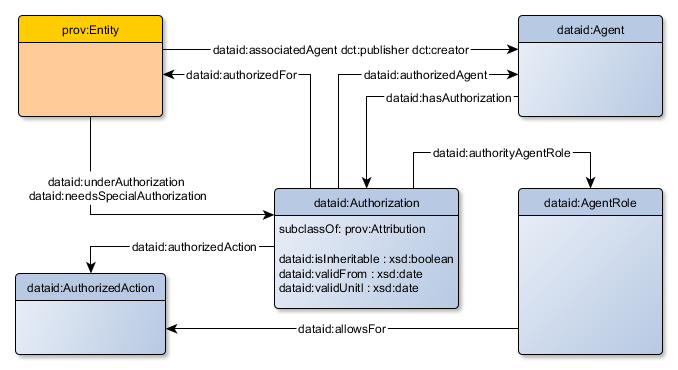 prov:Entity
dataid:Agent
dataid:associatedAgent dct:publisher dct:creator
dataid:authorizedFor
dataid:authorizedAgent
dataid:hasAuthorization
dataid:authorityAgentRole
dataid:underAuthorization
dataid:needsSpecialAuthorization
dataid:Authorization
subclassOf: prov:Attribution
dataid:isInheritable : xsd:boolean
dataid:validFrom : xsd:date
dataid:validUnitl : xsd:date
dataid:AgentRole
dataid:authorizedAction
dataid:AuthorizedAction
dataid:allowsFor